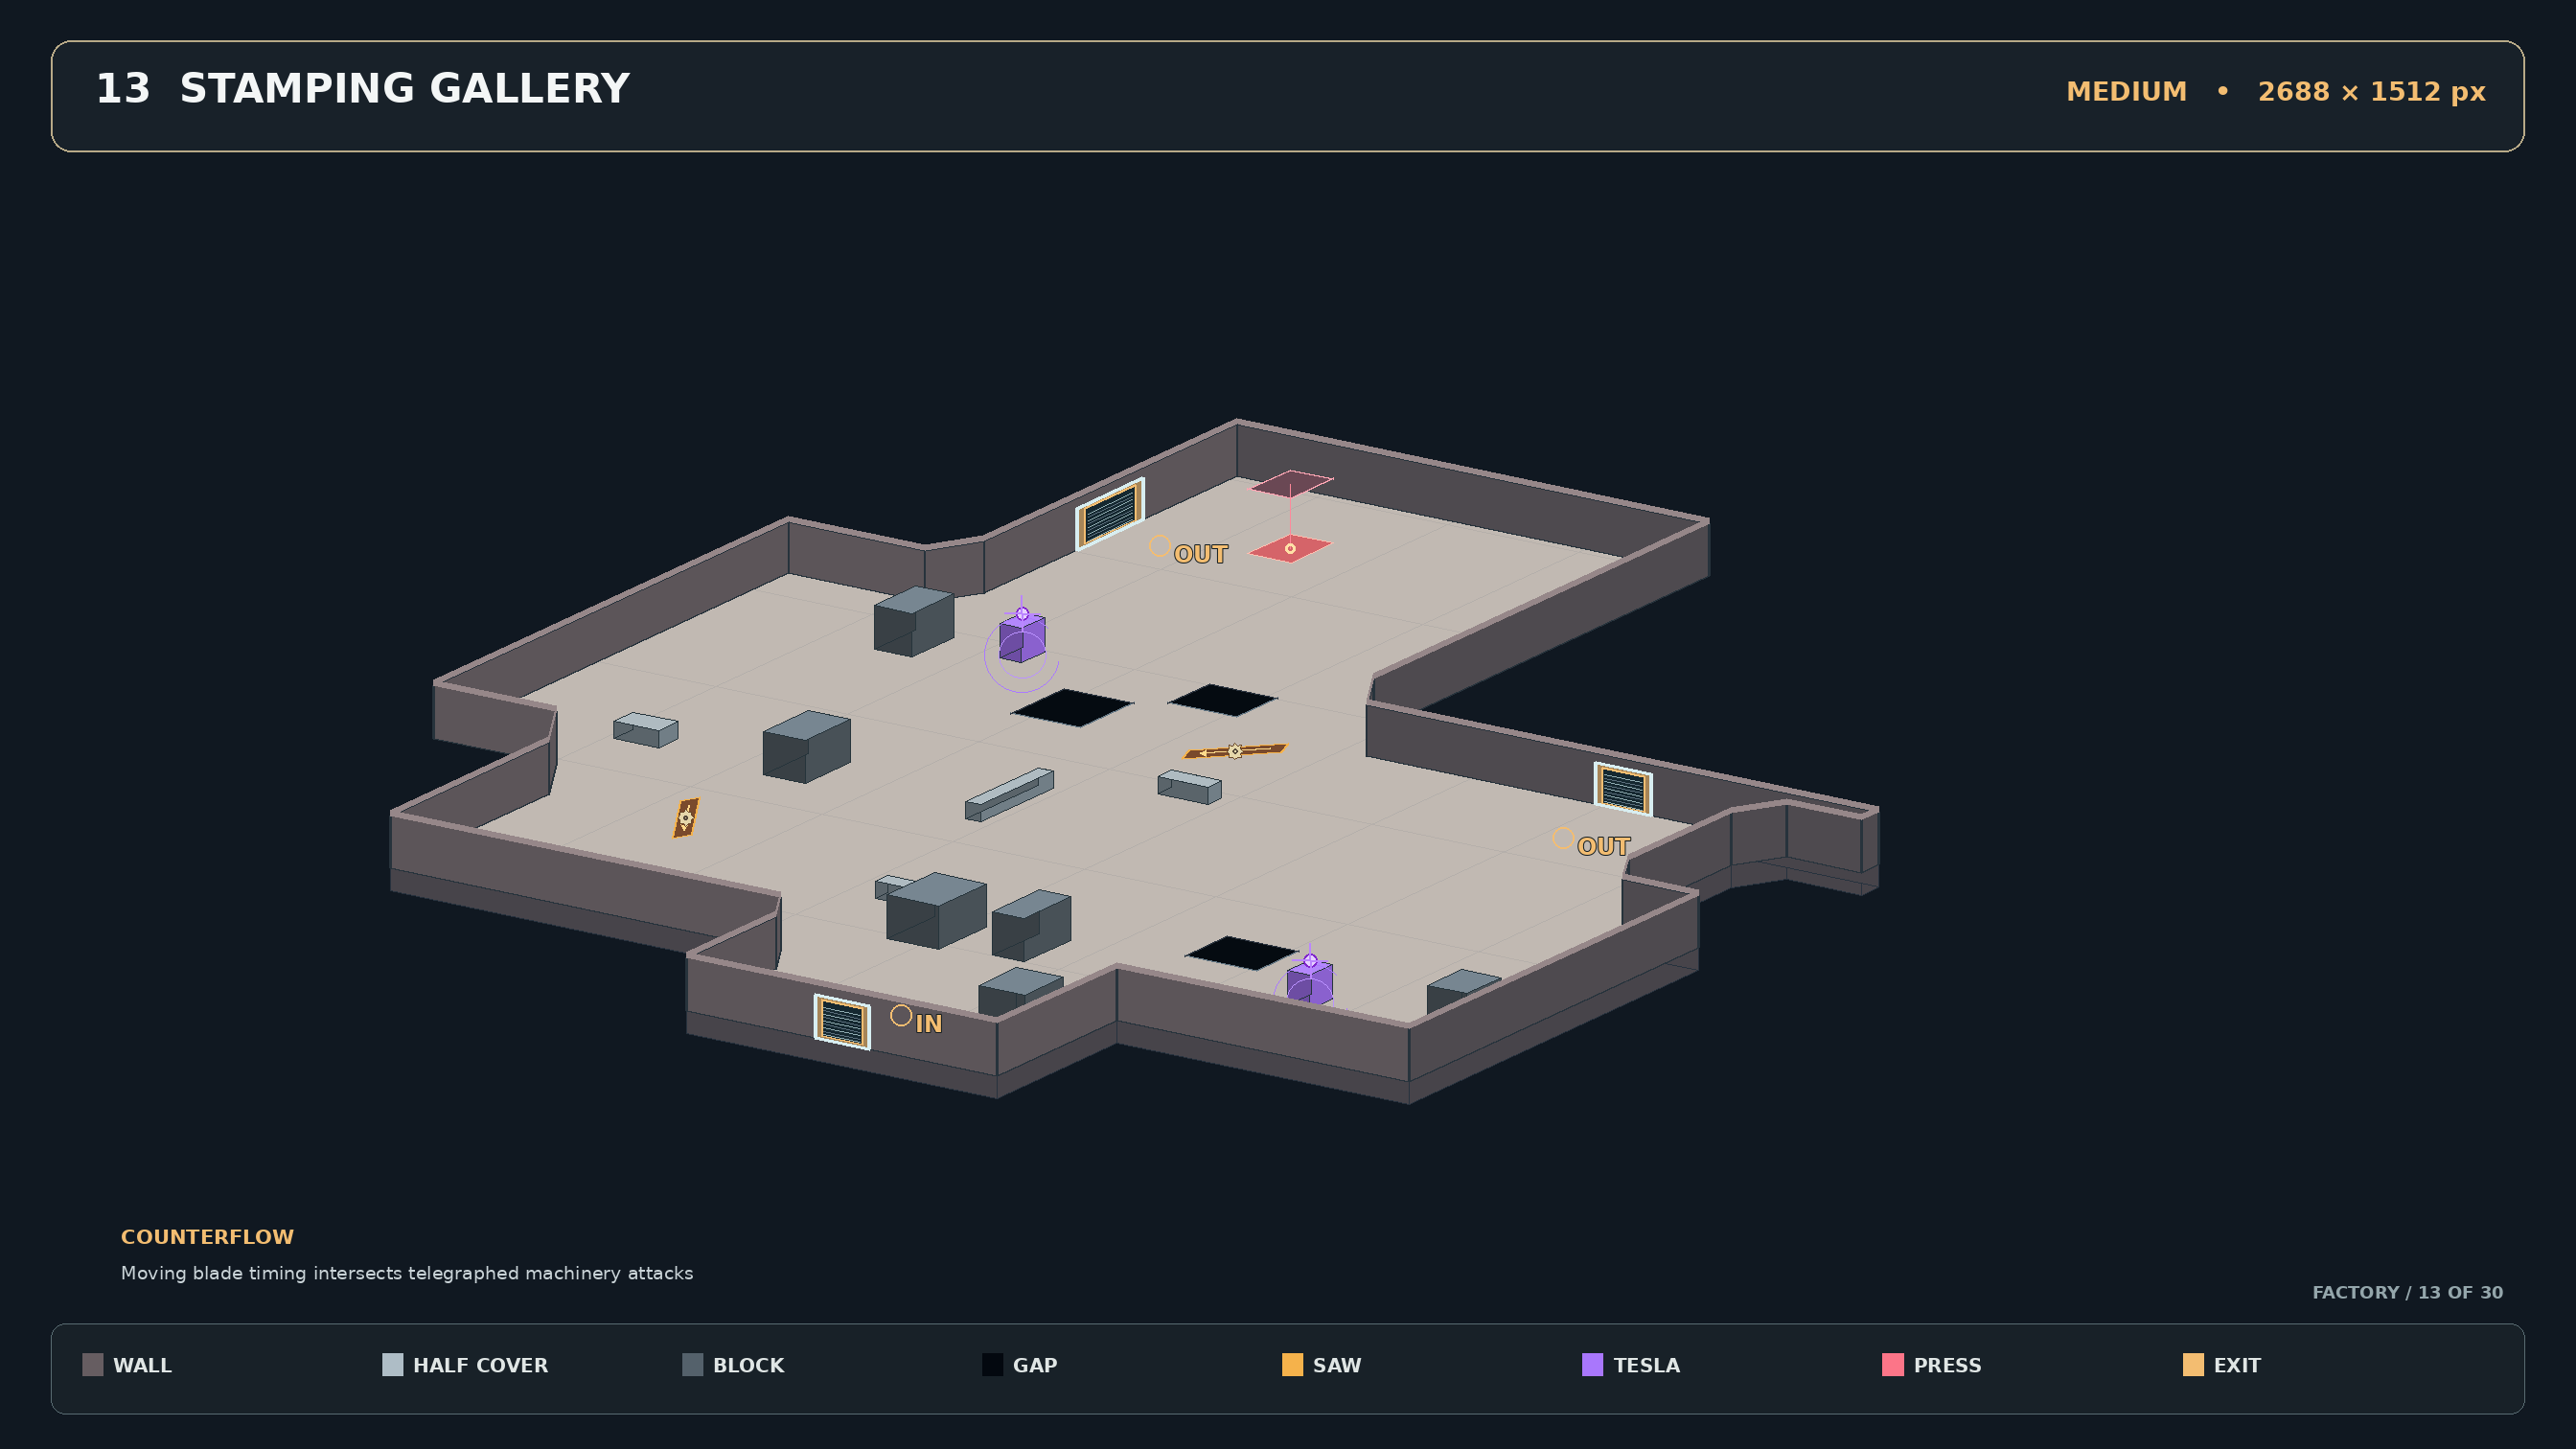 13 STAMPING GALLERY
MEDIUM • 2688 × 1512 px
OUT
OUT
IN
COUNTERFLOW
Moving blade timing intersects telegraphed machinery attacks
FACTORY / 13 OF 30
WALL
HALF COVER
BLOCK
GAP
SAW
TESLA
PRESS
EXIT